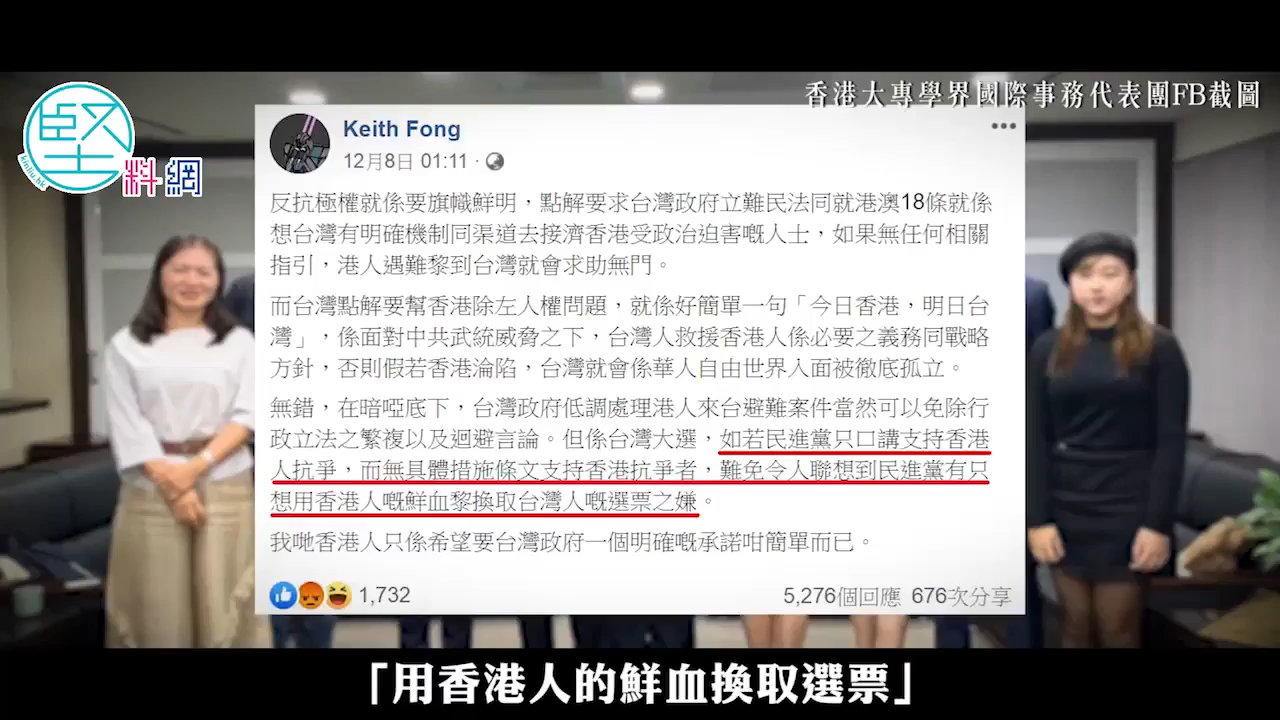 香港大專學界國際事務代表團FB截圖
堅
料網
kinliu.hk
Keith Fong
12月8日 01:11
反抗極權就係要旗幟鮮明，點解要求台灣政府立難民法同就港澳18條就係
想台灣有明確機制同渠道去接濟香港受政治迫害嘅人士，如果無任何相關
指引，港人遇難黎到台灣就會求助無門。
而台灣點解要幫香港除左人權問題，就係好簡單一句「今日香港，明日台
灣」，係面對中共武統威脅之下，台灣人救援香港人係必要之義務同戰略
方針，否則假若香港淪陷，台灣就會係華人自由世界入面被徹底孤立。
無錯，在暗啞底下，台灣政府低調處理港人來台避難案件當然可以免除行
政立法之繁複以及迴避言論。但係台灣大選，如若民進黨只口講支持香港
人抗爭，而無具體措施條文支持香港抗爭者，難免令人聯想到民進黨有只
想用香港人嘅鮮血黎換取台灣人嘅選票之嫌。
我哋香港人只係希望要台灣政府一個明確嘅承諾咁簡單而已。
1,732
5,276個回應 676次分享
「用香港人的鮮血換取選票」